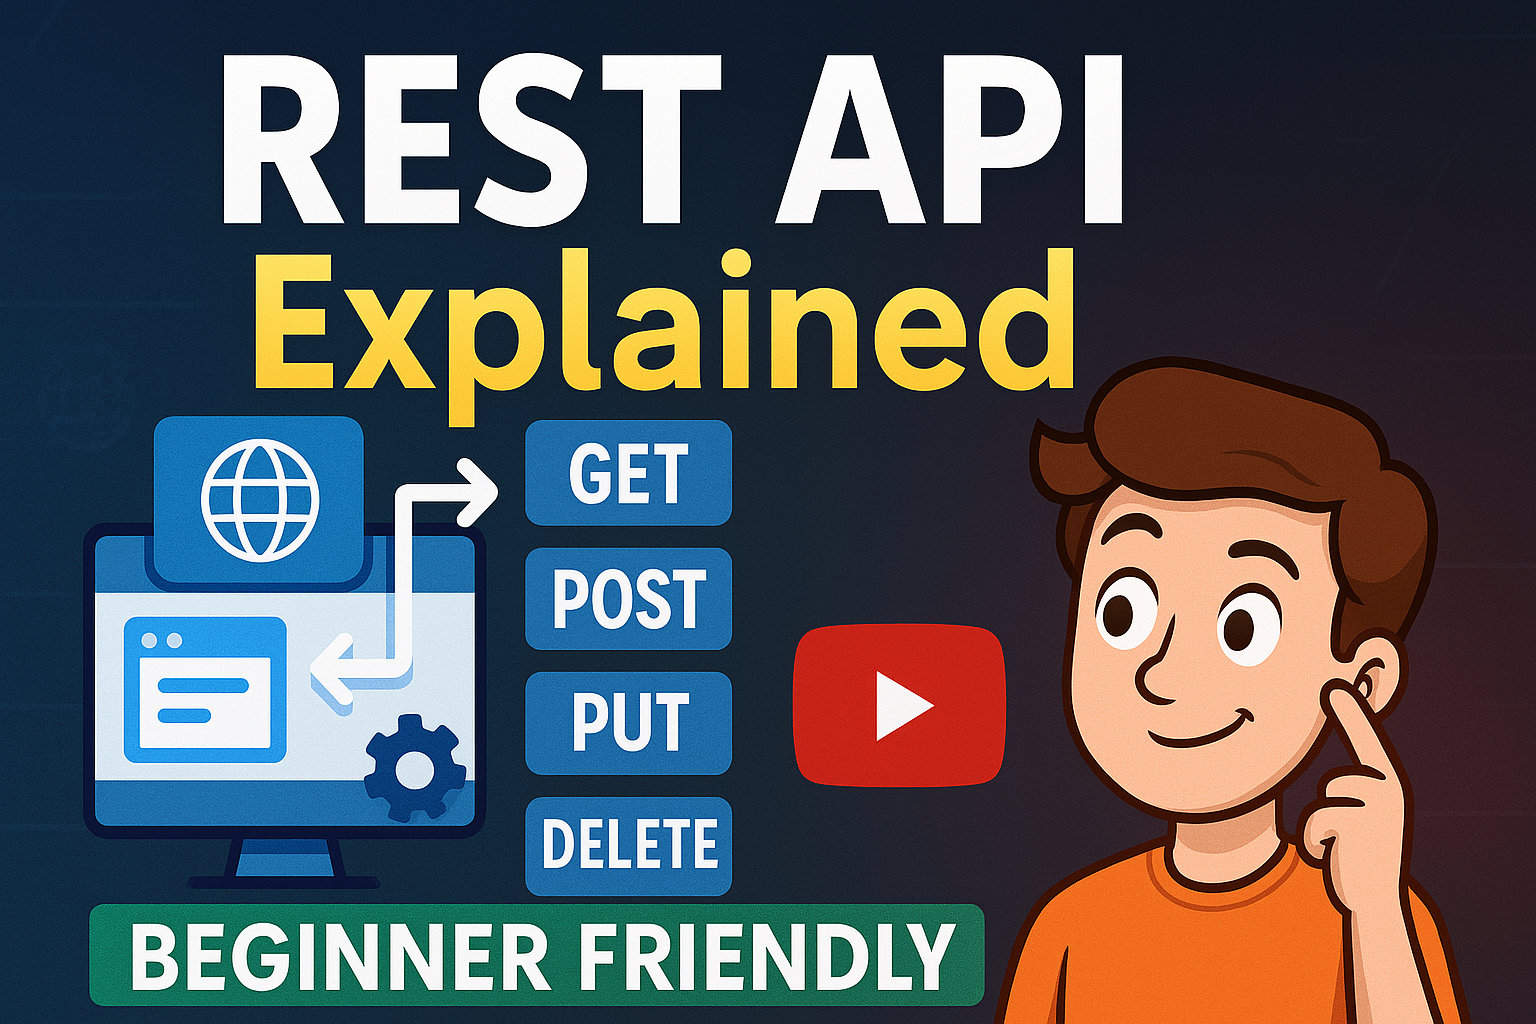 REST API
Explained
GET
POST
PUT
DELETE
BEGINNER FRIENDLY